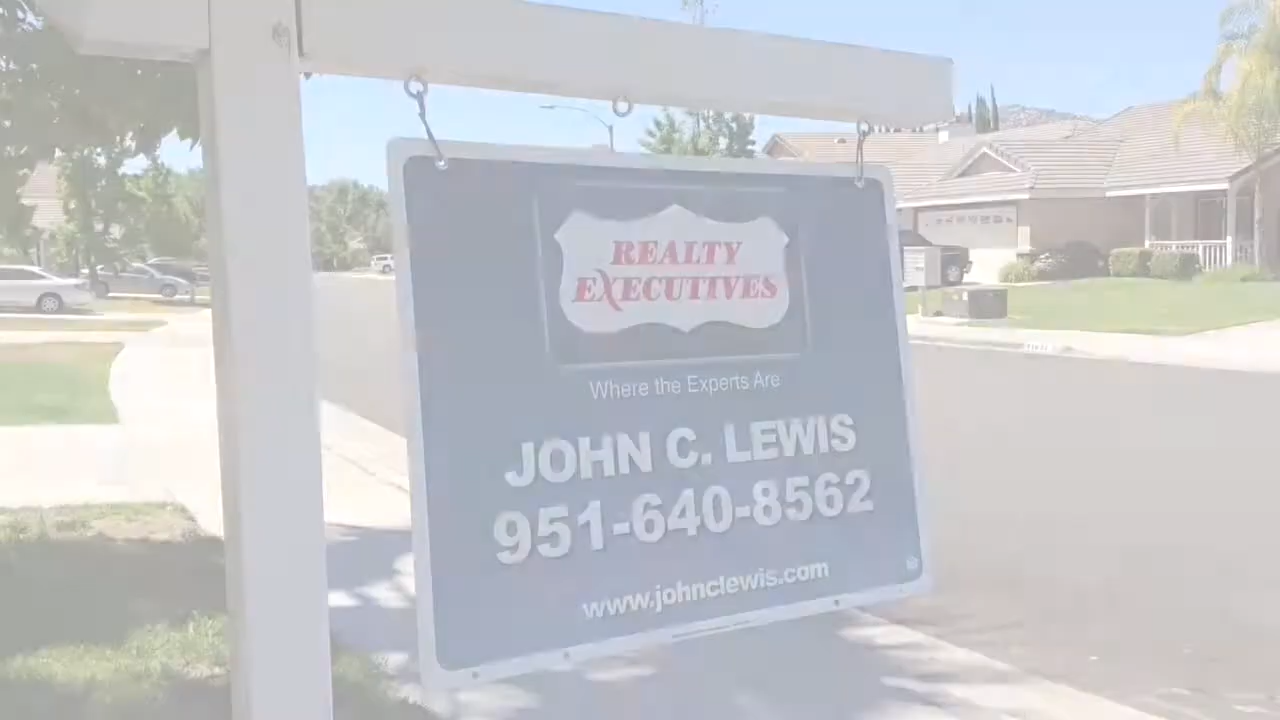 REALTY
EXECUTIVES
Where the Experts Are
JOHN C. LEWIS
951-640-8562
www.johnclewis.com